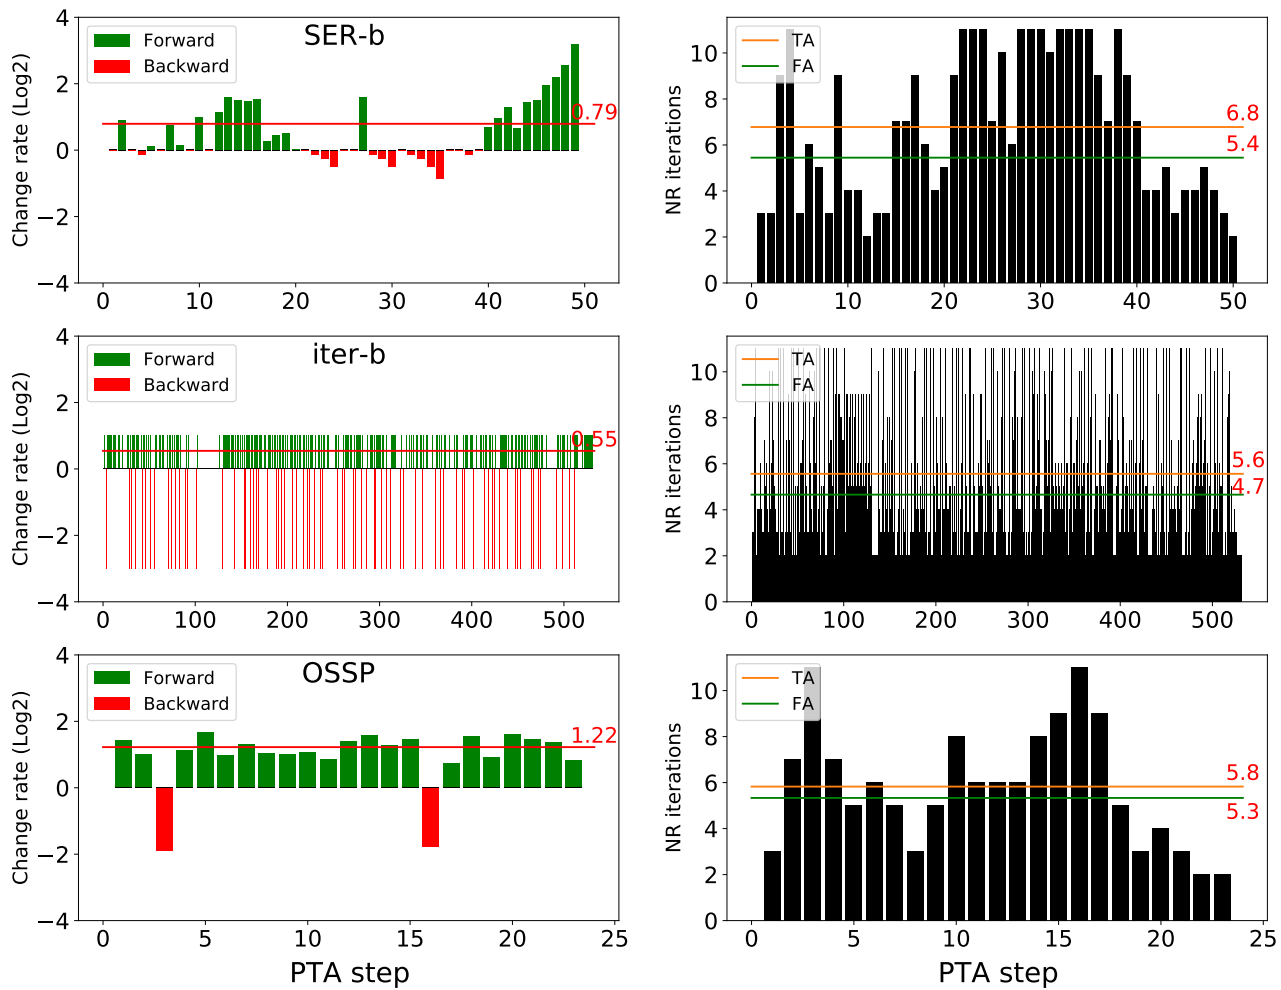 SER-b
Forward
Backward
0.79
Change rate (Log2)
4
2
0
−2
−4
0 10 20 30 40 50
TA
FA
6.8
5.4
NR iterations
10
8
6
4
2
0
0 10 20 30 40 50
iter-b
Forward
Backward
0.55
Change rate (Log2)
4
2
0
−2
−4
0 100 200 300 400 500
TA
FA
5.6
4.7
NR iterations
10
8
6
4
2
0
0 100 200 300 400 500
OSSP
Forward
Backward
1.22
Change rate (Log2)
4
2
0
−2
−4
0 5 10 15 20 25
PTA step
TA
FA
5.8
5.3
NR iterations
10
8
6
4
2
0
0 5 10 15 20 25
PTA step